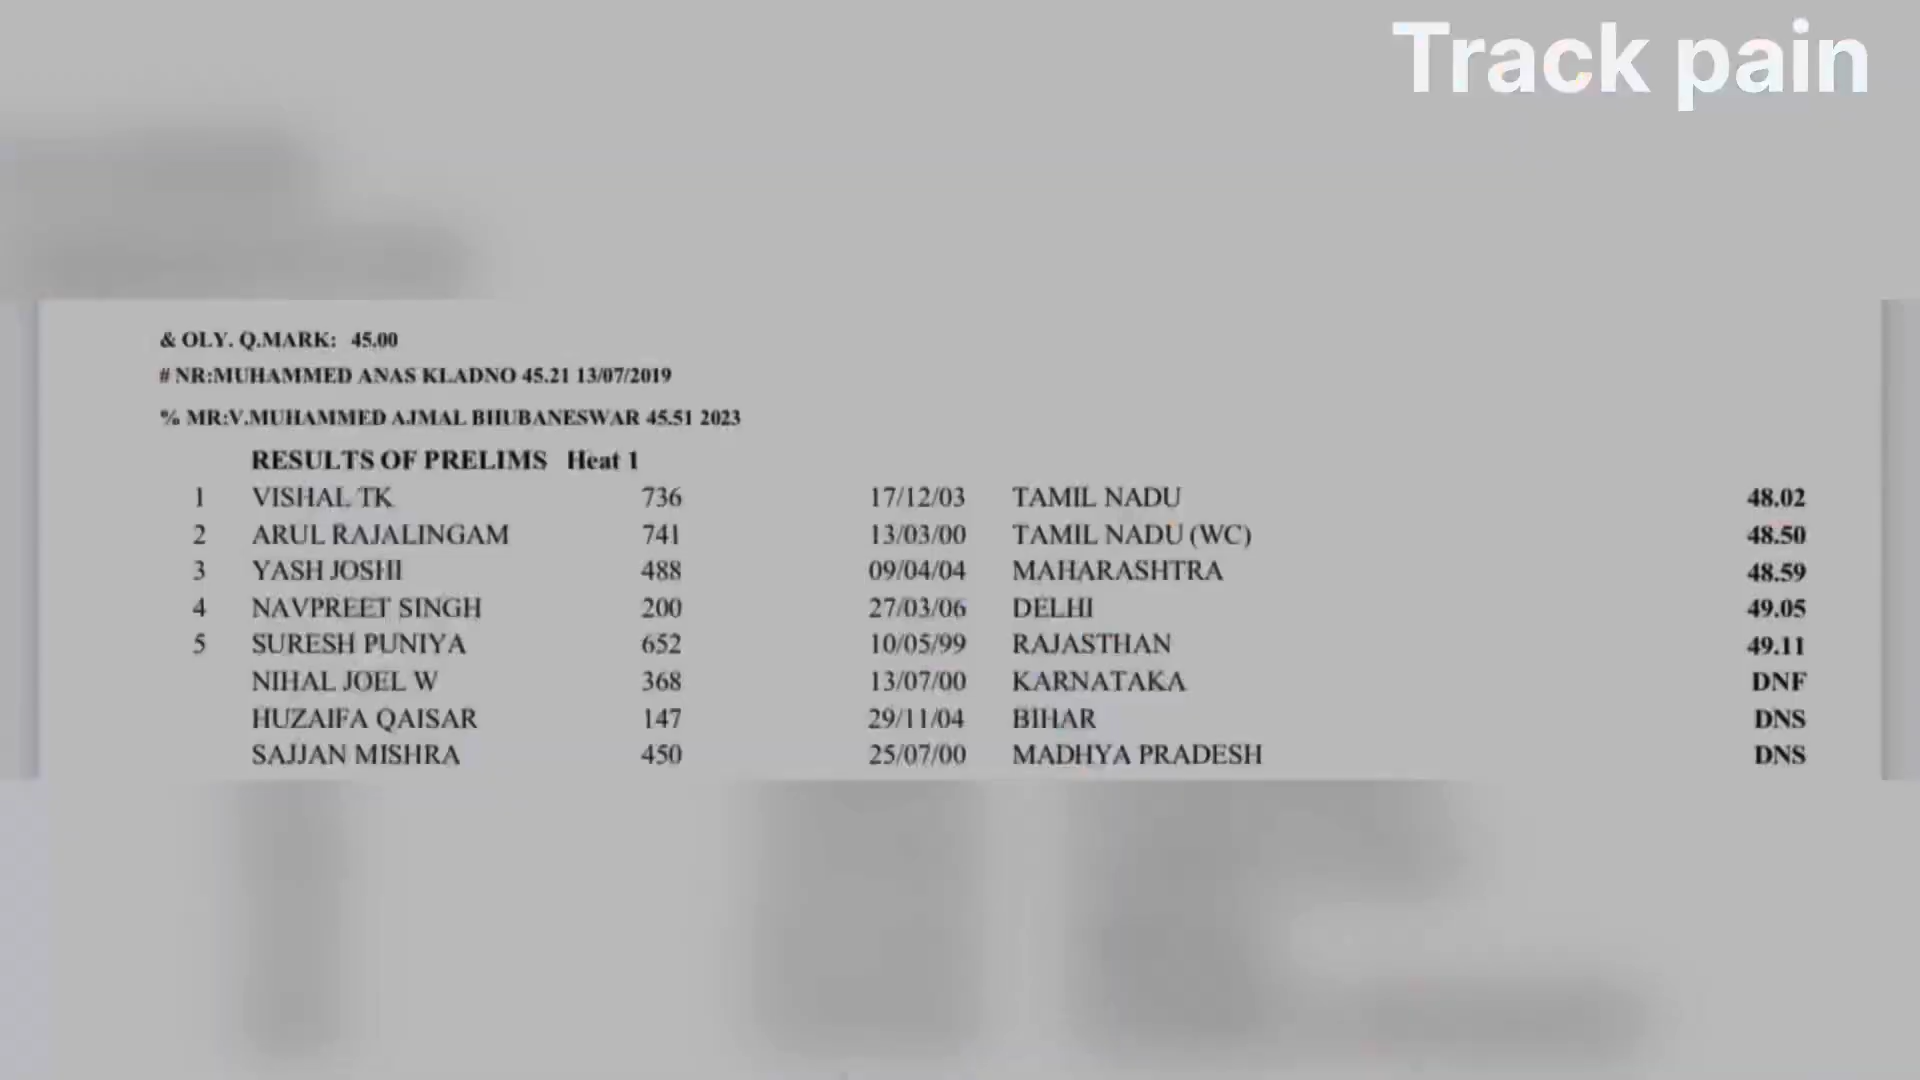 Track pain
& OLY. Q.MARK: 45.00
# NR:MUHAMMED ANAS KLADNO 45.21 13/07/2019
% MR:V.MUHAMMED AJMAL BHUBANESWAR 45.51 2023
RESULTS OF PRELIMS Heat 1
1 VISHAL TK 736 17/12/03 TAMIL NADU 48.02
2 ARUL RAJALINGAM 741 13/03/00 TAMIL NADU (WC) 48.50
3 YASH JOSHI 488 09/04/04 MAHARASHTRA 48.59
4 NAVPREET SINGH 200 27/03/06 DELHI 49.05
5 SURESH PUNIYA 652 10/05/99 RAJASTHAN 49.11
NIHAL JOEL W 368 13/07/00 KARNATAKA DNF
HUZAIFA QAISAR 147 29/11/04 BIHAR DNS
SAJJAN MISHRA 450 25/07/00 MADHYA PRADESH DNS